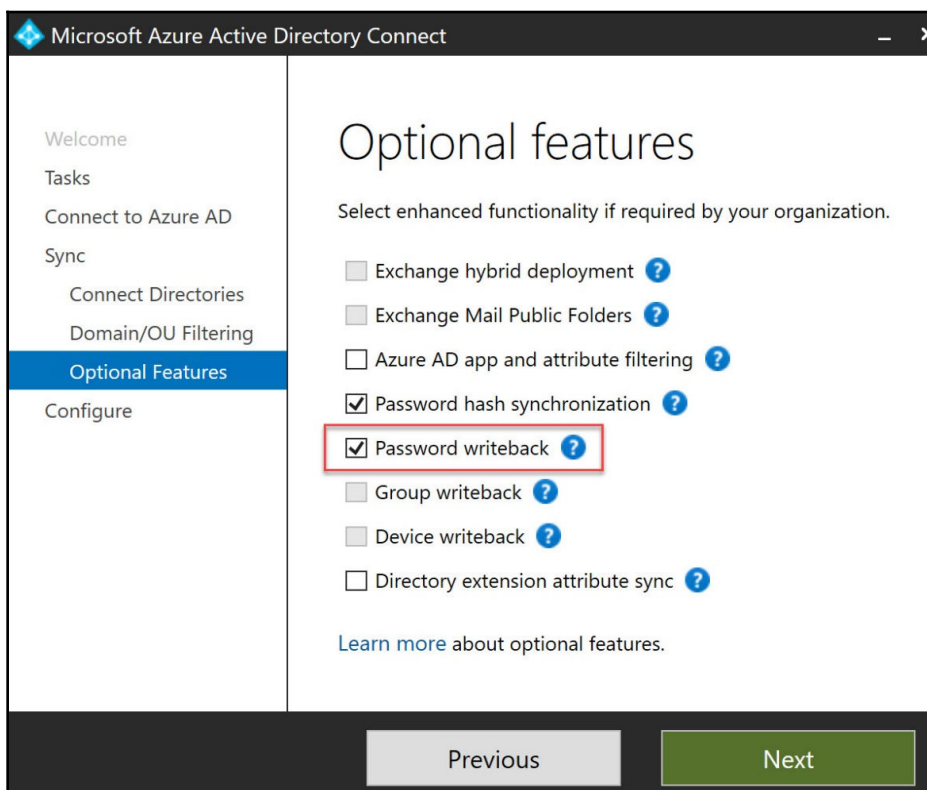 Microsoft Azure Active Directory Connect
Welcome
Tasks
Connect to Azure AD
Sync
Connect Directories
Domain/OU Filtering
Optional Features
Configure
Optional features
Select enhanced functionality if required by your organization.
Exchange hybrid deployment ?
Exchange Mail Public Folders ?
Azure AD app and attribute filtering ?
Password hash synchronization ?
Password writeback ?
Group writeback ?
Device writeback ?
Directory extension attribute sync ?
Learn more about optional features.
Previous
Next